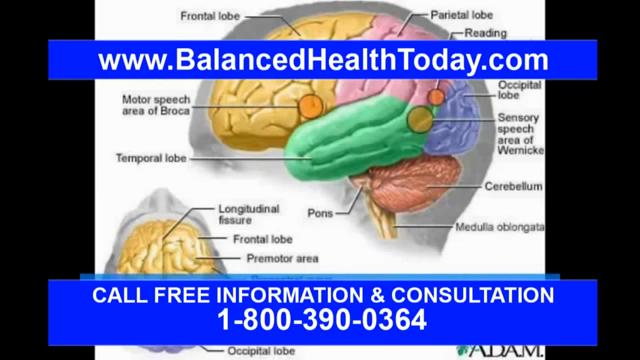 Frontal lobe
Parietal lobe
Reading
www.BalancedHealthToday.com
Occipital
lobe
Motor speech
area of Broca
Sensory
speech
area of
Wernicke
Temporal lobe
Cerebellum
Longitudinal
fissure
Pons
Medulla oblongata
Frontal lobe
Premotor area
CALL FREE INFORMATION & CONSULTATION
1-800-390-0364
Occipital lobe
ADAM